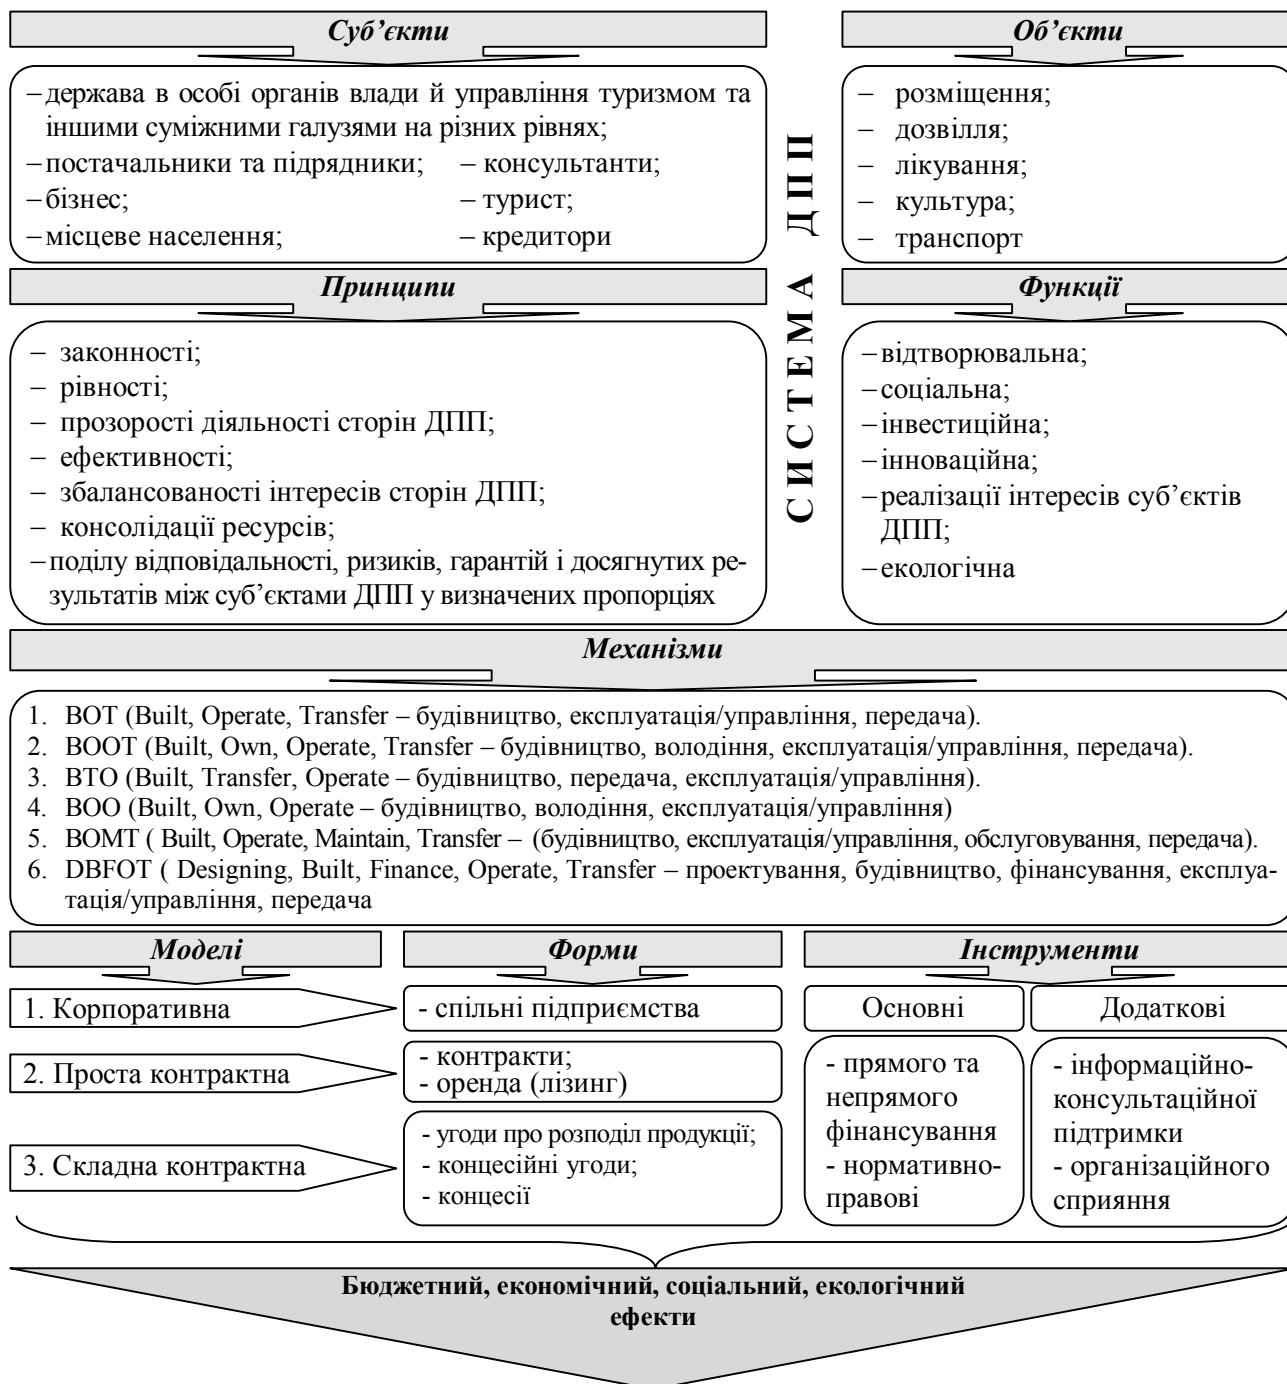 Суб’єкти
– держава в особі органів влади й управління туризмом та
іншими суміжними галузями на різних рівнях;
– постачальники та підрядники;
– бізнес;
– місцеве населення;
– консультанти;
– турист;
– кредитори
СИСТЕМА ДПП
Об’єкти
– розміщення;
– дозвілля;
– лікування;
– культура;
– транспорт
Принципи
– законності;
– рівності;
– прозорості діяльності сторін ДПП;
– ефективності;
– збалансованості інтересів сторін ДПП;
– консолідації ресурсів;
– поділу відповідальності, ризиків, гарантій і досягнутих ре-
зультатів між суб’єктами ДПП у визначених пропорціях
Функції
– відтворювальна;
– соціальна;
– інвестиційна;
– інноваційна;
– реалізації інтересів суб’єктів
ДПП;
– екологічна
Механізми
1. BOT (Built, Operate, Transfer – будівництво, експлуатація/управління, передача).
2. BOOT (Built, Own, Operate, Transfer – будівництво, володіння, експлуатація/управління, передача).
3. BTO (Built, Transfer, Operate – будівництво, передача, експлуатація/управління).
4. BOO (Built, Own, Operate – будівництво, володіння, експлуатація/управління)
5. BOMT ( Built, Operate, Maintain, Transfer – (будівництво, експлуатація/управління, обслуговування, передача).
6. DBFOT ( Designing, Built, Finance, Operate, Transfer – проектування, будівництво, фінансування, експлуа-
тація/управління, передача
Моделі
1. Корпоративна
2. Проста контрактна
3. Складна контрактна
Форми
- спільні підприємства
- контракти;
- оренда (лізинг)
- угоди про розподіл продукції;
- концесійні угоди;
- концесії
Інструменти
Основні
- прямого та
непрямого
фінансування
- нормативно-
правові
Додаткові
- інформаційно-
консультаційної
підтримки
- організаційного
сприяння
Бюджетний, економічний, соціальний, екологічний
ефекти